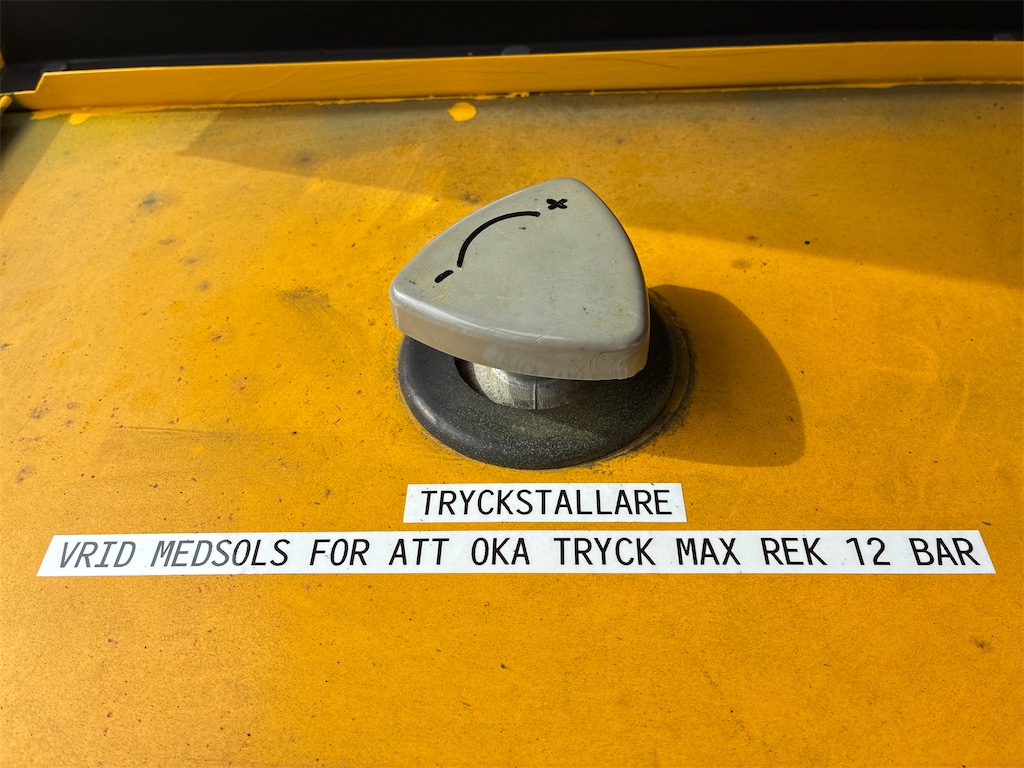 TRYCKSTALLARE
VRID MEDSOLS FOR ATT OKA TRYCK MAX REK 12 BAR